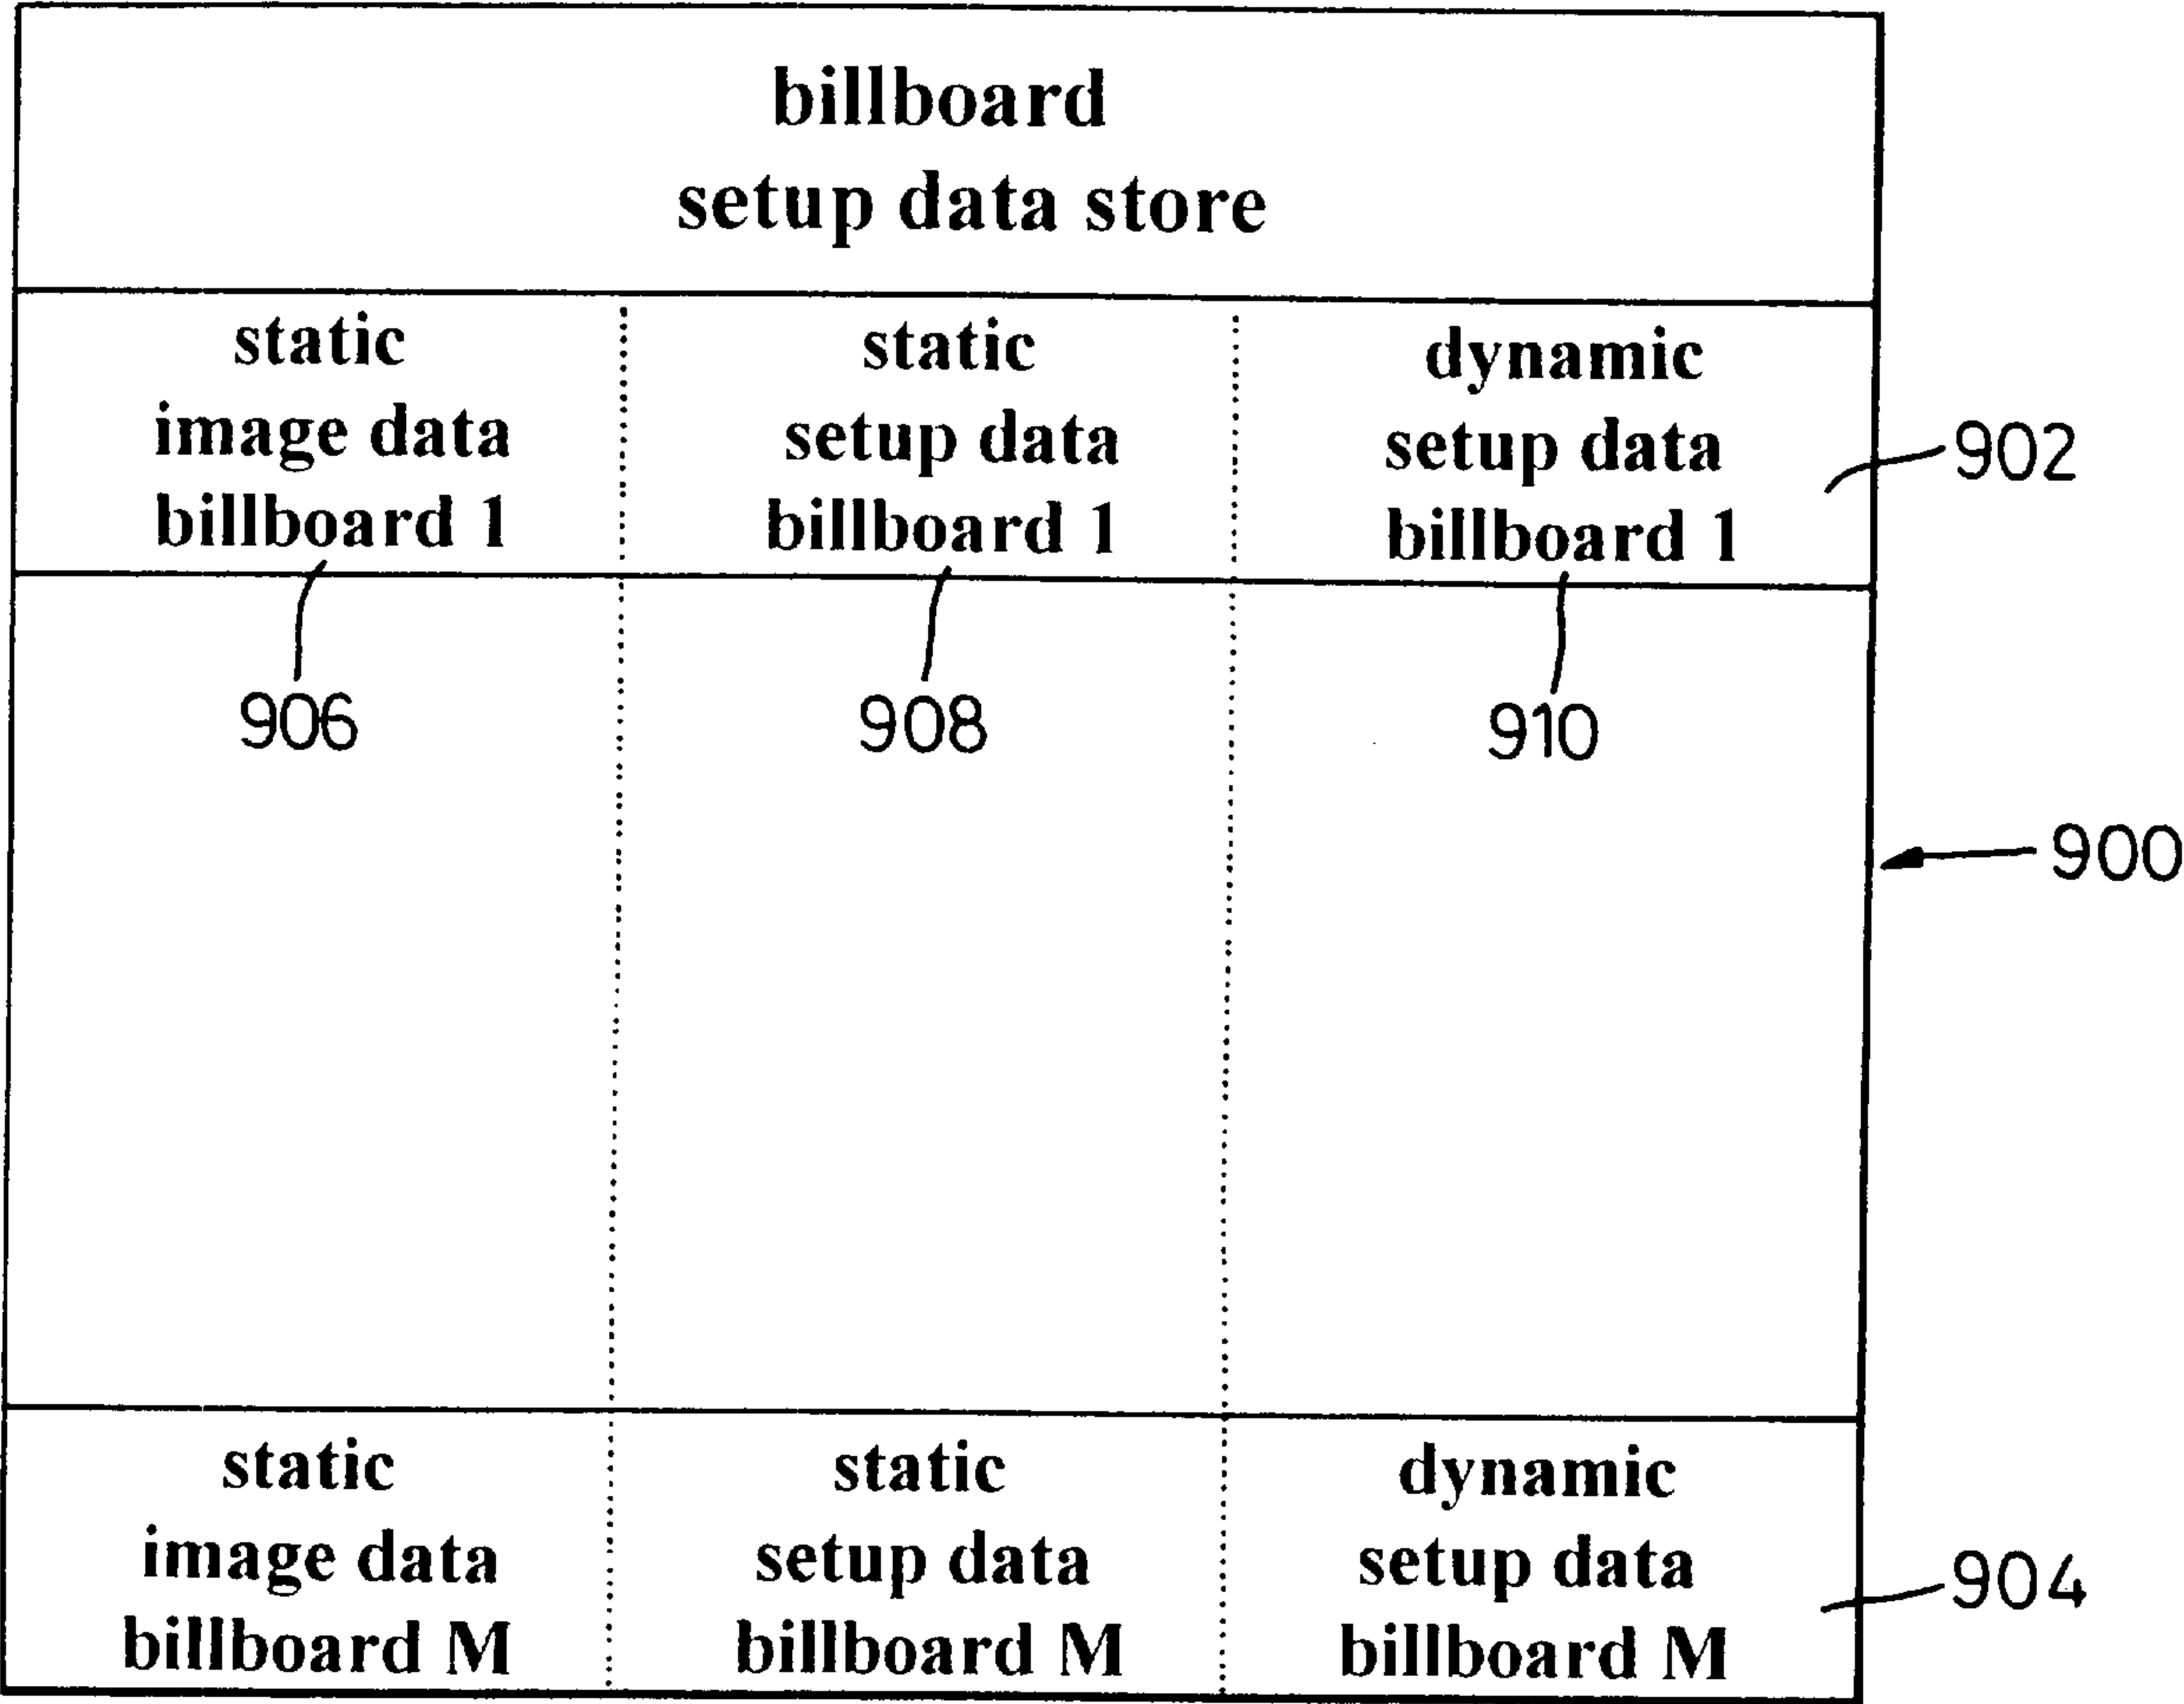 billboard
setup data store
static
image data
billboard 1
static
setup data
billboard 1
dynamic
setup data
billboard 1
902
906
908
910
900
static
image data
billboard M
static
setup data
billboard M
dynamic
setup data
billboard M
904